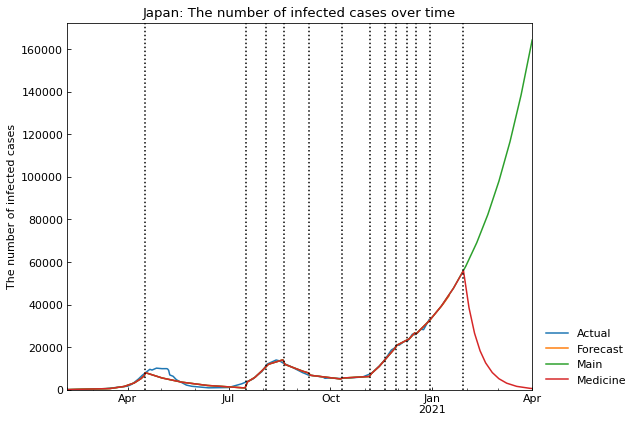 Japan: The number of infected cases over time
The number of infected cases
160000
140000
120000
100000
80000
60000
40000
20000
0
Apr
Jul
Oct
Jan
2021
Apr
Actual
Forecast
Main
Medicine